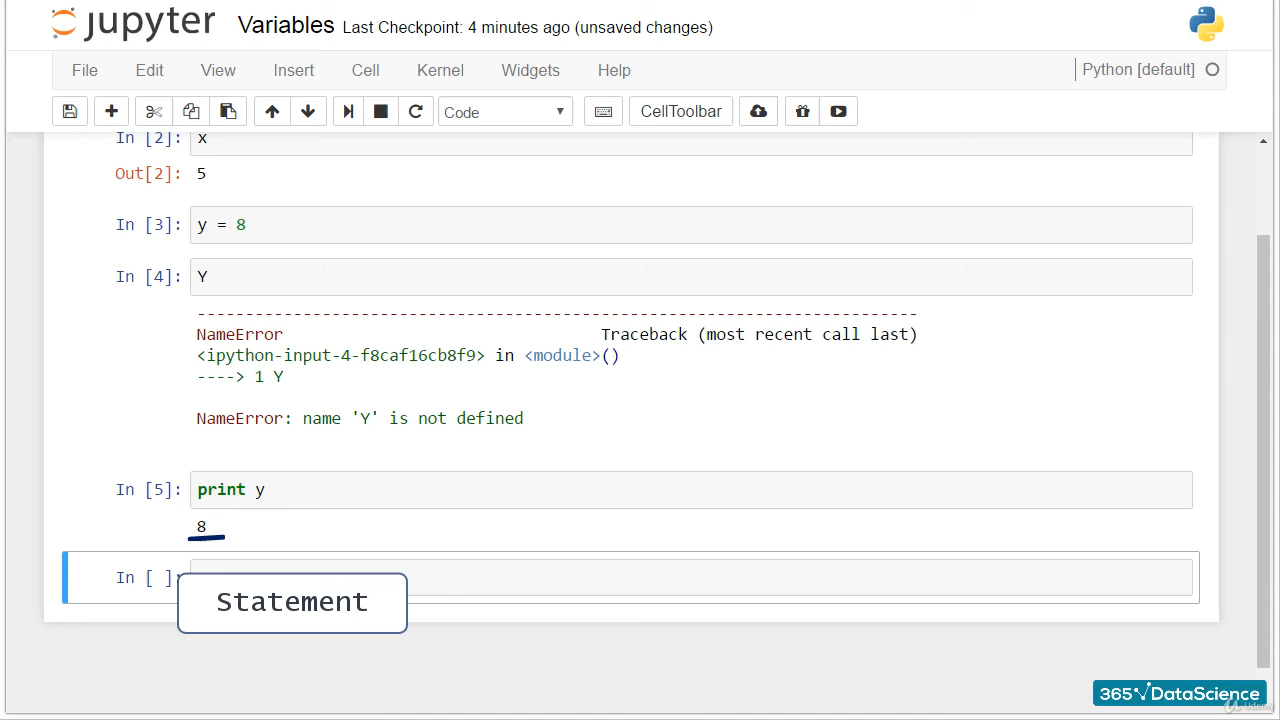 jupyter Variables Last Checkpoint: 4 minutes ago (unsaved changes)
File Edit View Insert Cell Kernel Widgets Help Python [default]
Code CellToolbar
In [2]: x
Out[2]: 5
In [3]: y = 8
In [4]: Y
---------------------------------------------------------------------------
NameError Traceback (most recent call last)
<ipython-input-4-f8caf16cb8f9> in <module>()
----> 1 Y
NameError: name 'Y' is not defined
In [5]: print y
8
In [ ]:
Statement
365√DataScience
Udemy